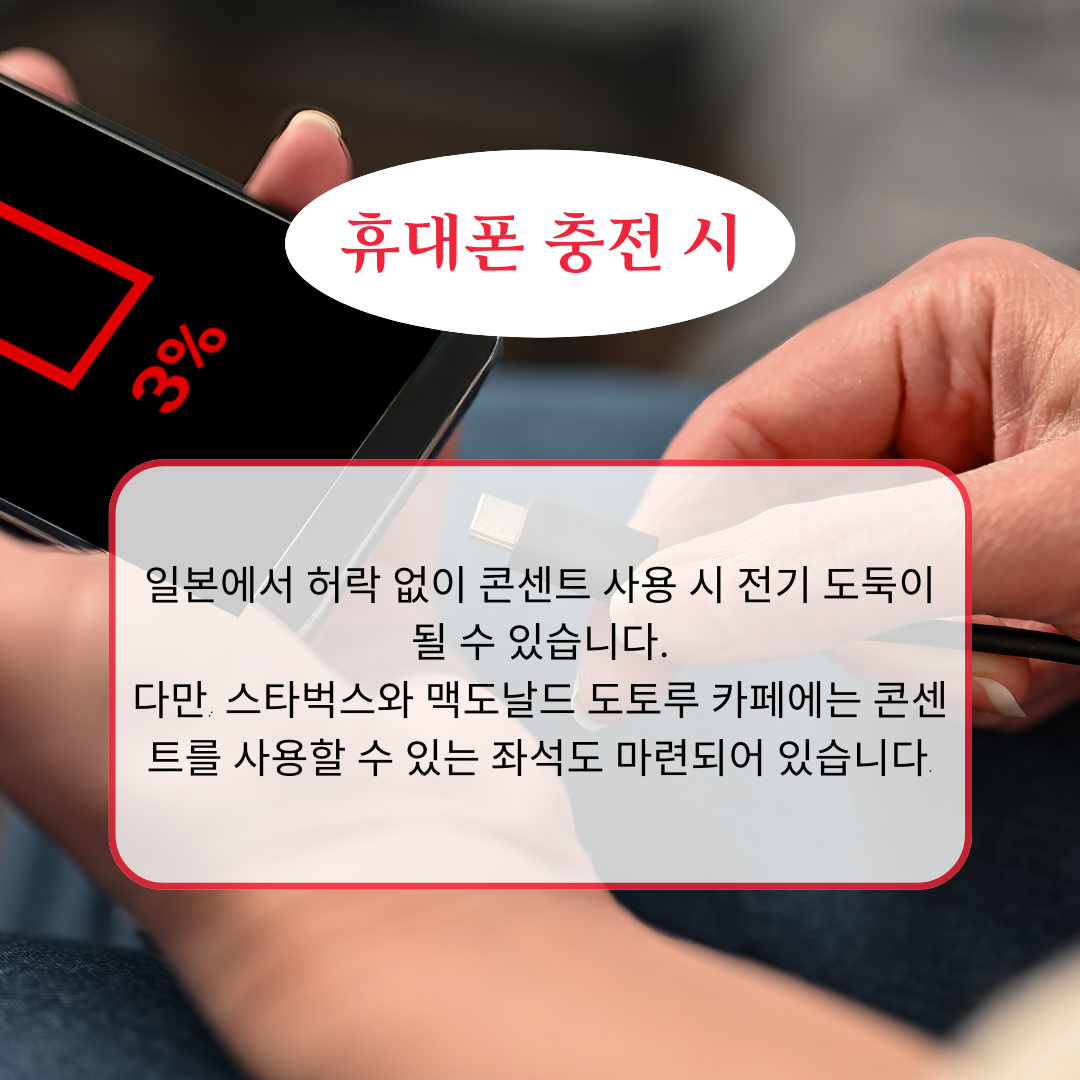 휴대폰 충전 시
3%
일본에서 허락 없이 콘센트 사용 시 전기 도둑이
될 수 있습니다.
다만, 스타벅스와 맥도날드 도토루 카페에는 콘센
트를 사용할 수 있는 좌석도 마련되어 있습니다.